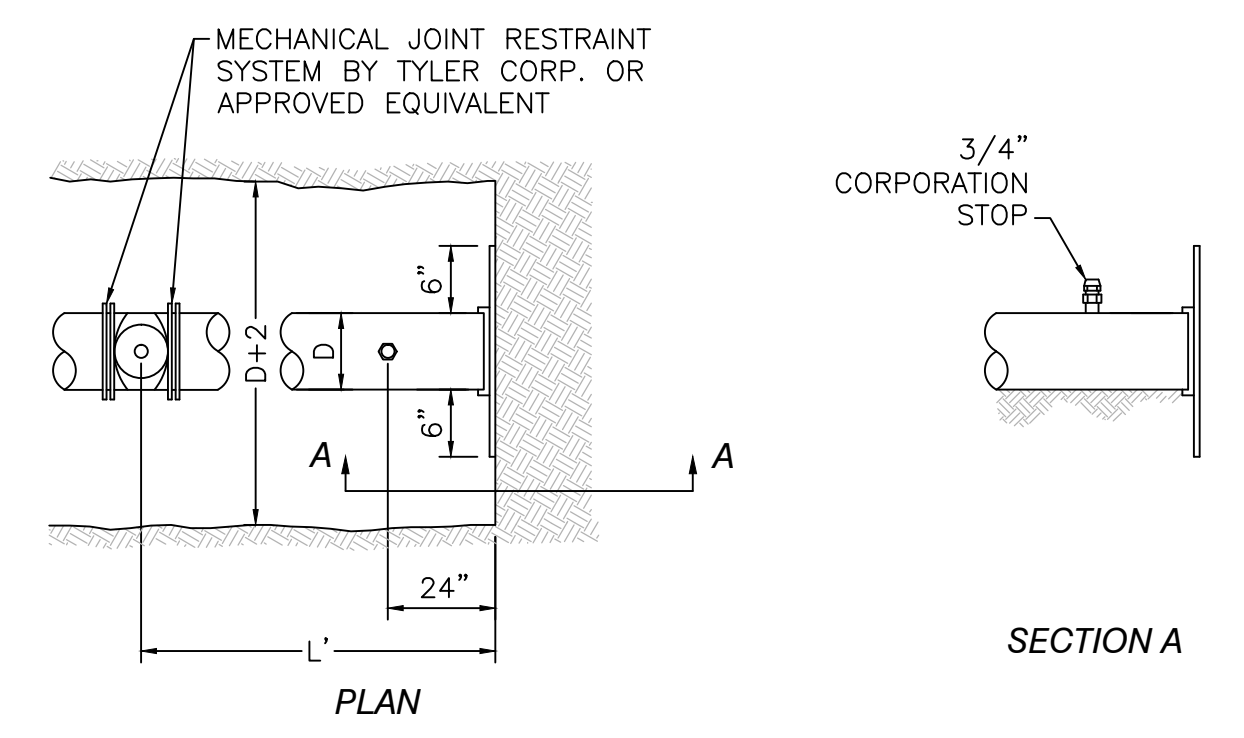 MECHANICAL JOINT RESTRAINT
SYSTEM BY TYLER CORP. OR
APPROVED EQUIVALENT
3/4"
CORPORATION
STOP
6"
D+2
D
6"
A
A
24"
L'
SECTION A
PLAN